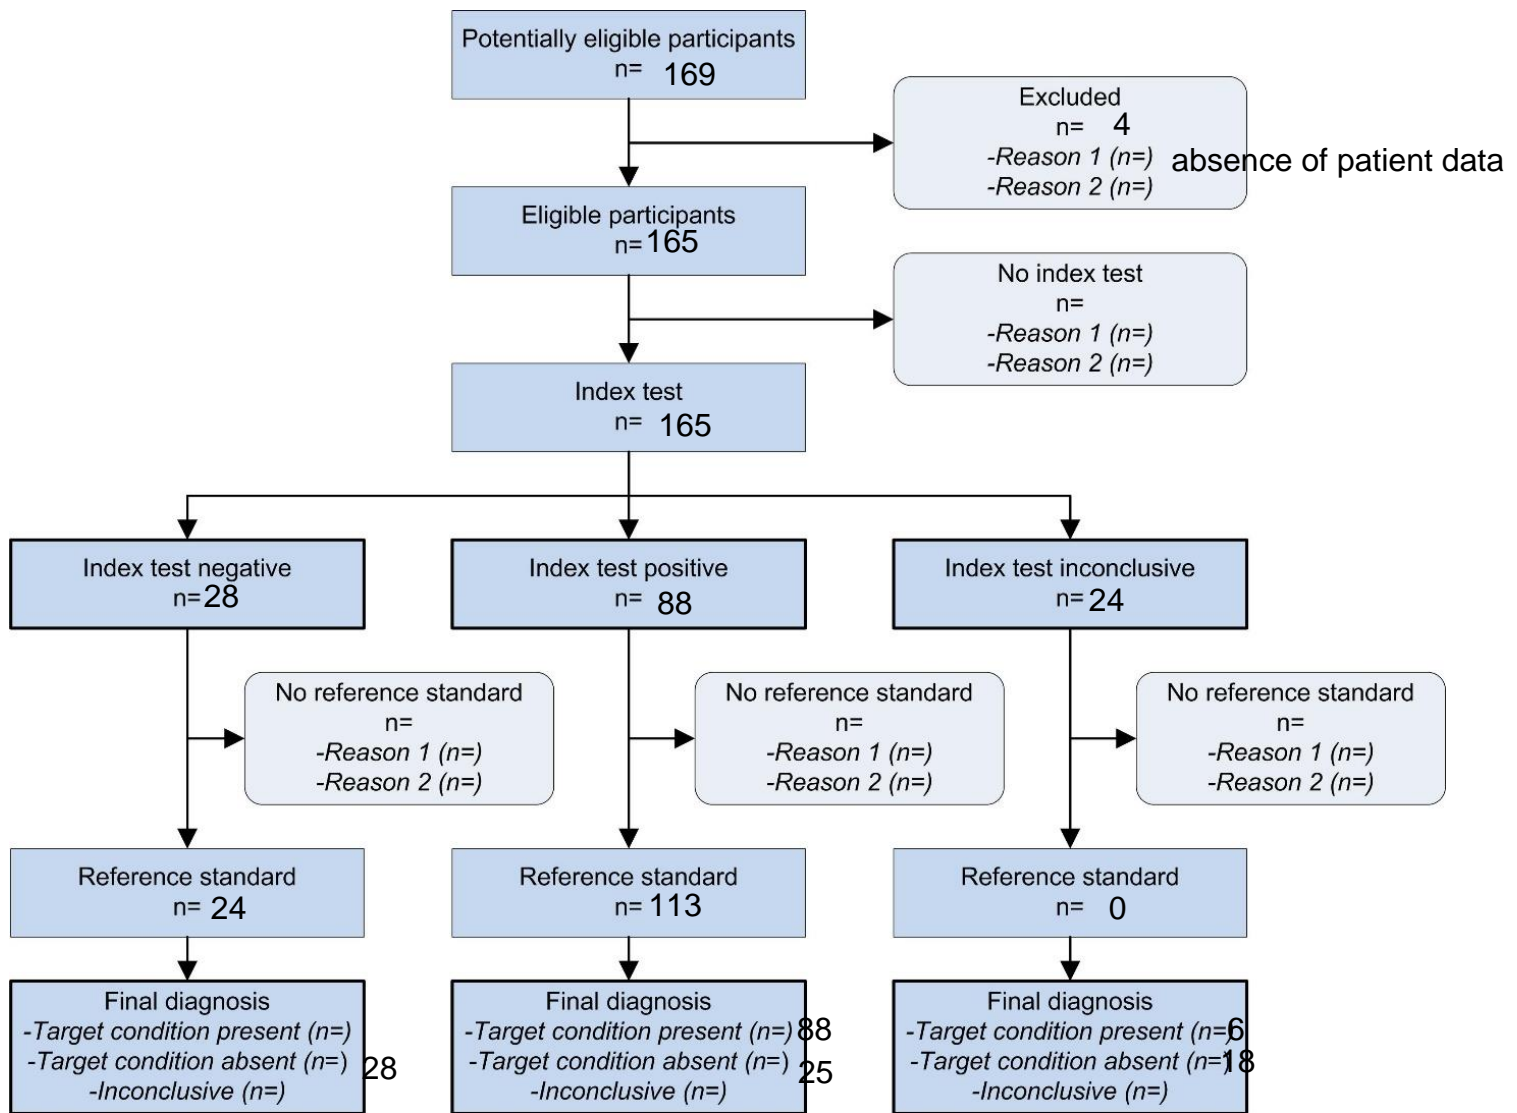 Potentially eligible participants
n= 169
Excluded
n= 4
-Reason 1 (n=) absence of patient data
-Reason 2 (n=)
Eligible participants
n=165
No index test
n=
-Reason 1 (n=)
-Reason 2 (n=)
Index test
n= 165
Index test negative
n=28
Index test positive
n= 88
Index test inconclusive
n=24
No reference standard
n=
-Reason 1 (n=)
-Reason 2 (n=)
No reference standard
n=
-Reason 1 (n=)
-Reason 2 (n=)
No reference standard
n=
-Reason 1 (n=)
-Reason 2 (n=)
Reference standard
n= 24
Reference standard
n=113
Reference standard
n= 0
Final diagnosis
-Target condition present (n=)
-Target condition absent (n=) 28
-Inconclusive (n=)
Final diagnosis
-Target condition present (n=) 88
-Target condition absent (n=) 25
-Inconclusive (n=)
Final diagnosis
-Target condition present (n=) 6
-Target condition absent (n=) 18
-Inconclusive (n=)